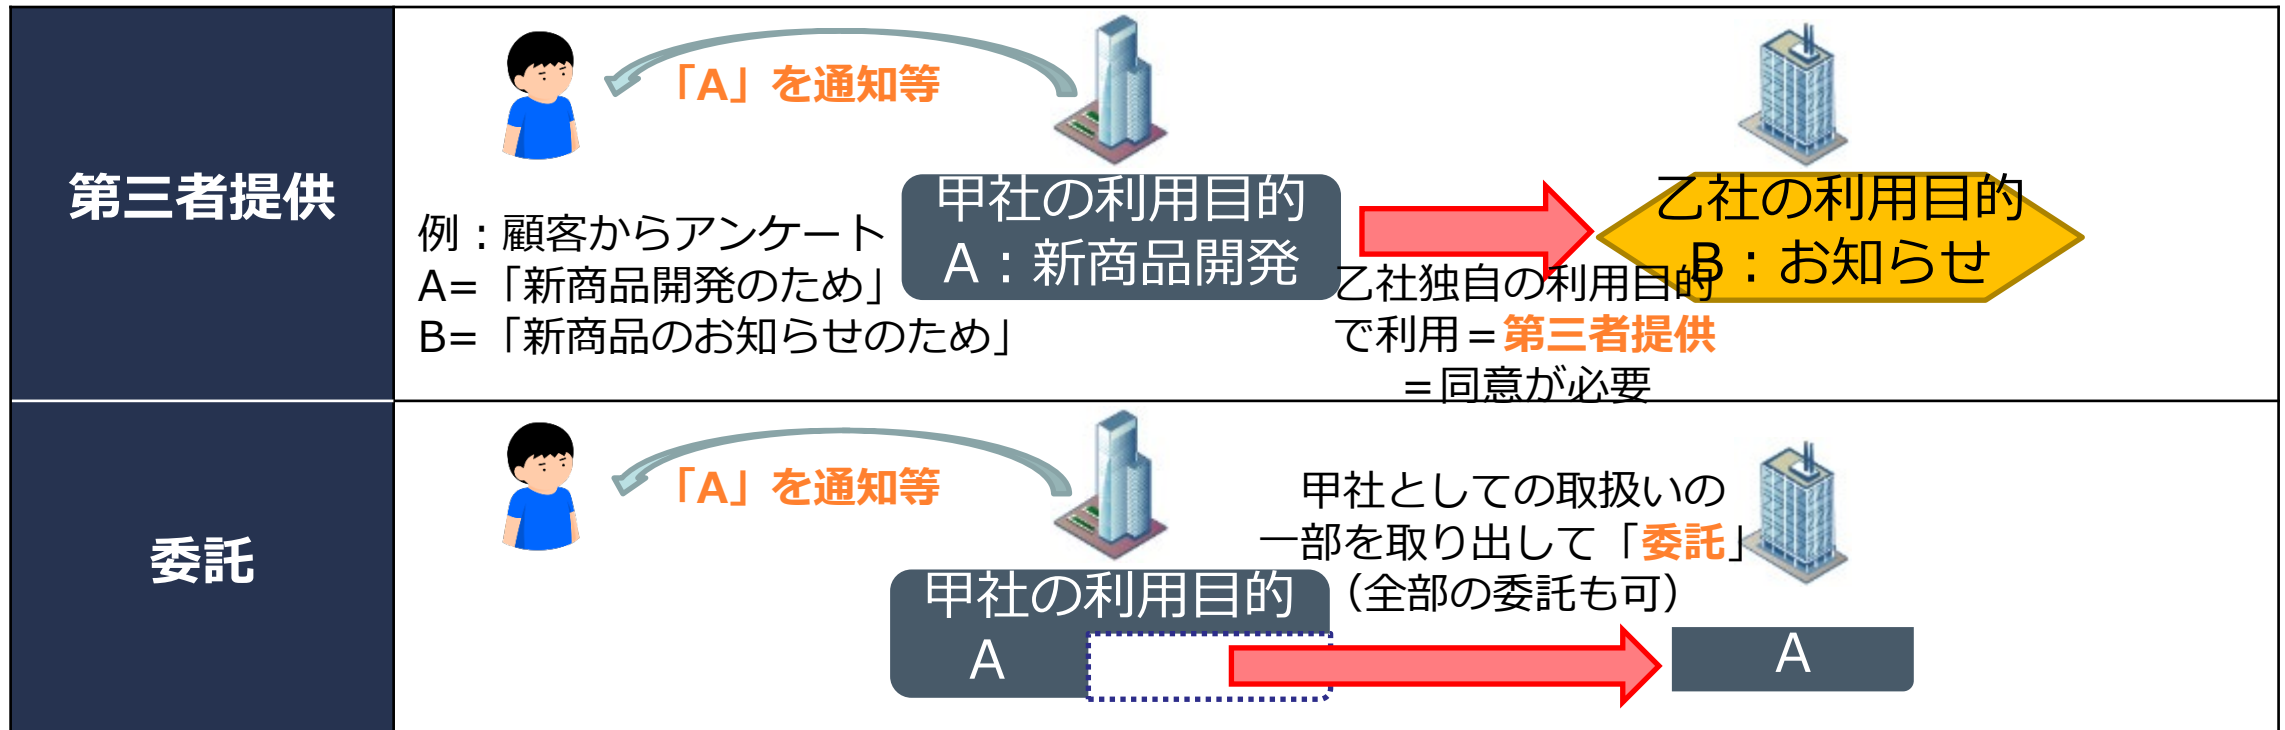 第三者提供
「A」を通知等
例：顧客からアンケート
A=「新商品開発のため」
B=「新商品のお知らせのため」
甲社の利用目的
A：新商品開発
乙社の利用目的
B：お知らせ
乙社独自の利用目的
で利用＝第三者提供
＝同意が必要
委託
「A」を通知等
甲社の利用目的
A
甲社としての取扱いの
一部を取り出して「委託」
（全部の委託も可）
A